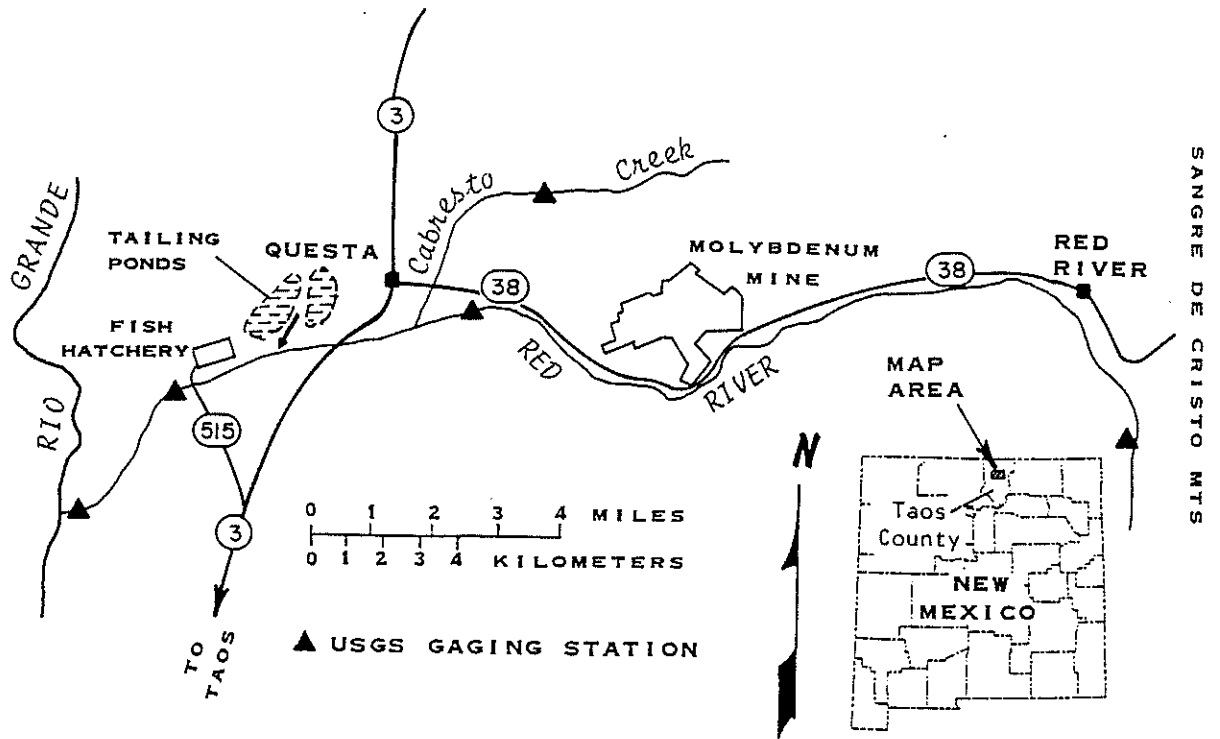 3
Cabresto Creek
RIO GRANDE
TAILING
PONDS
QUESTA
FISH
HATCHERY
38
RED RIVER
MOLYBDENUM
MINE
38
RED
RIVER
SANGRE DE CRISTO MTS
515
3
TO
TAOS
0 1 2 3 4 MILES
0 1 2 3 4 KILOMETERS
USGS GAGING STATION
N
MAP
AREA
Taos
County
NEW
MEXICO